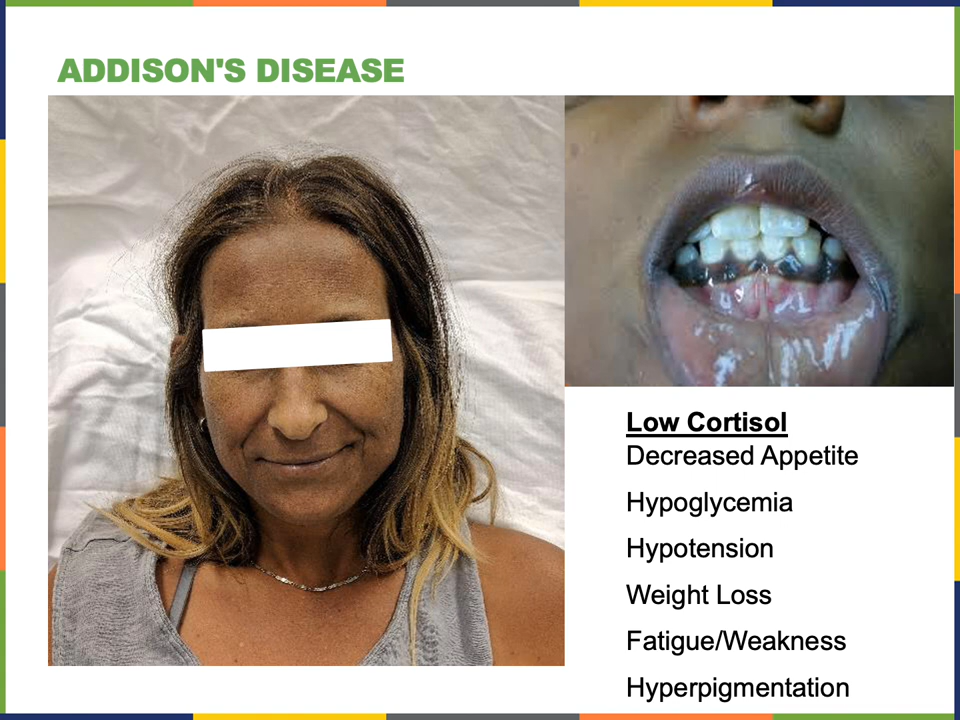 ADDISON'S DISEASE
Low Cortisol
Decreased Appetite
Hypoglycemia
Hypotension
Weight Loss
Fatigue/Weakness
Hyperpigmentation